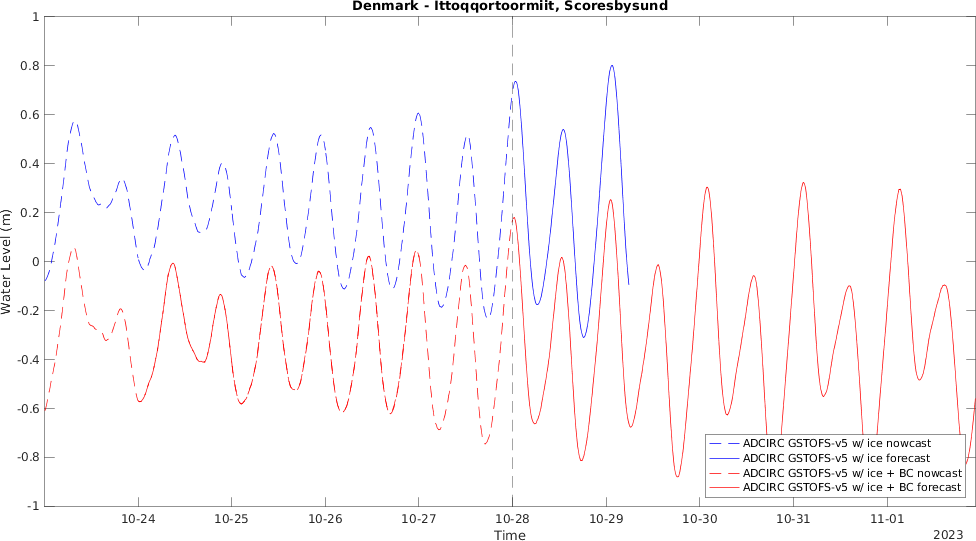 Denmark - Ittoqqortoormiit, Scoresbysund
1
0.8
0.6
0.4
0.2
0
-0.2
-0.4
-0.6
-0.8
-1
Water Level (m)
ADCIRC GSTOFS-v5 w/ ice nowcast
ADCIRC GSTOFS-v5 w/ ice forecast
ADCIRC GSTOFS-v5 w/ ice + BC nowcast
ADCIRC GSTOFS-v5 w/ ice + BC forecast
10-24 10-25 10-26 10-27 10-28 10-29 10-30 10-31 11-01
Time
2023